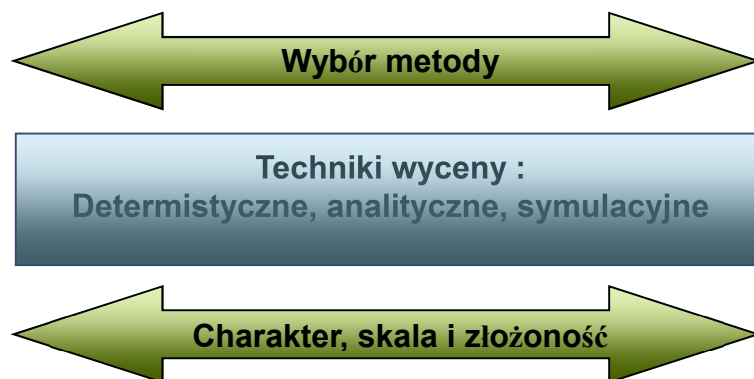 Wybór metody
Techniki wyceny :
Determistyczne, analityczne, symulacyjne
Charakter, skala i złożoność